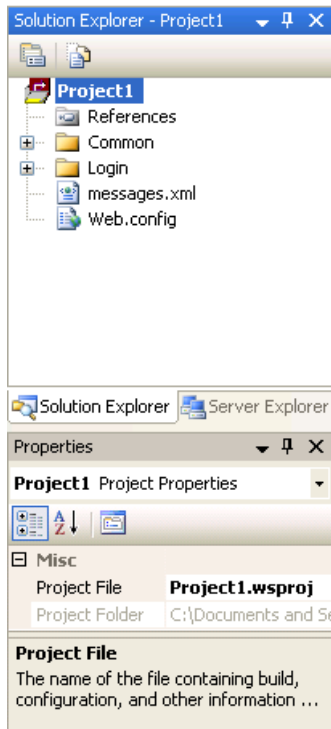 Solution Explorer - Project1
Project1
References
Common
Login
messages.xml
Web.config
Solution Explorer Server Explorer
Properties
Project1 Project Properties
A
Z
Misc
Project File Project1.wsproj
Project Folder C:\Documents and Se
Project File
The name of the file containing build,
configuration, and other information ...